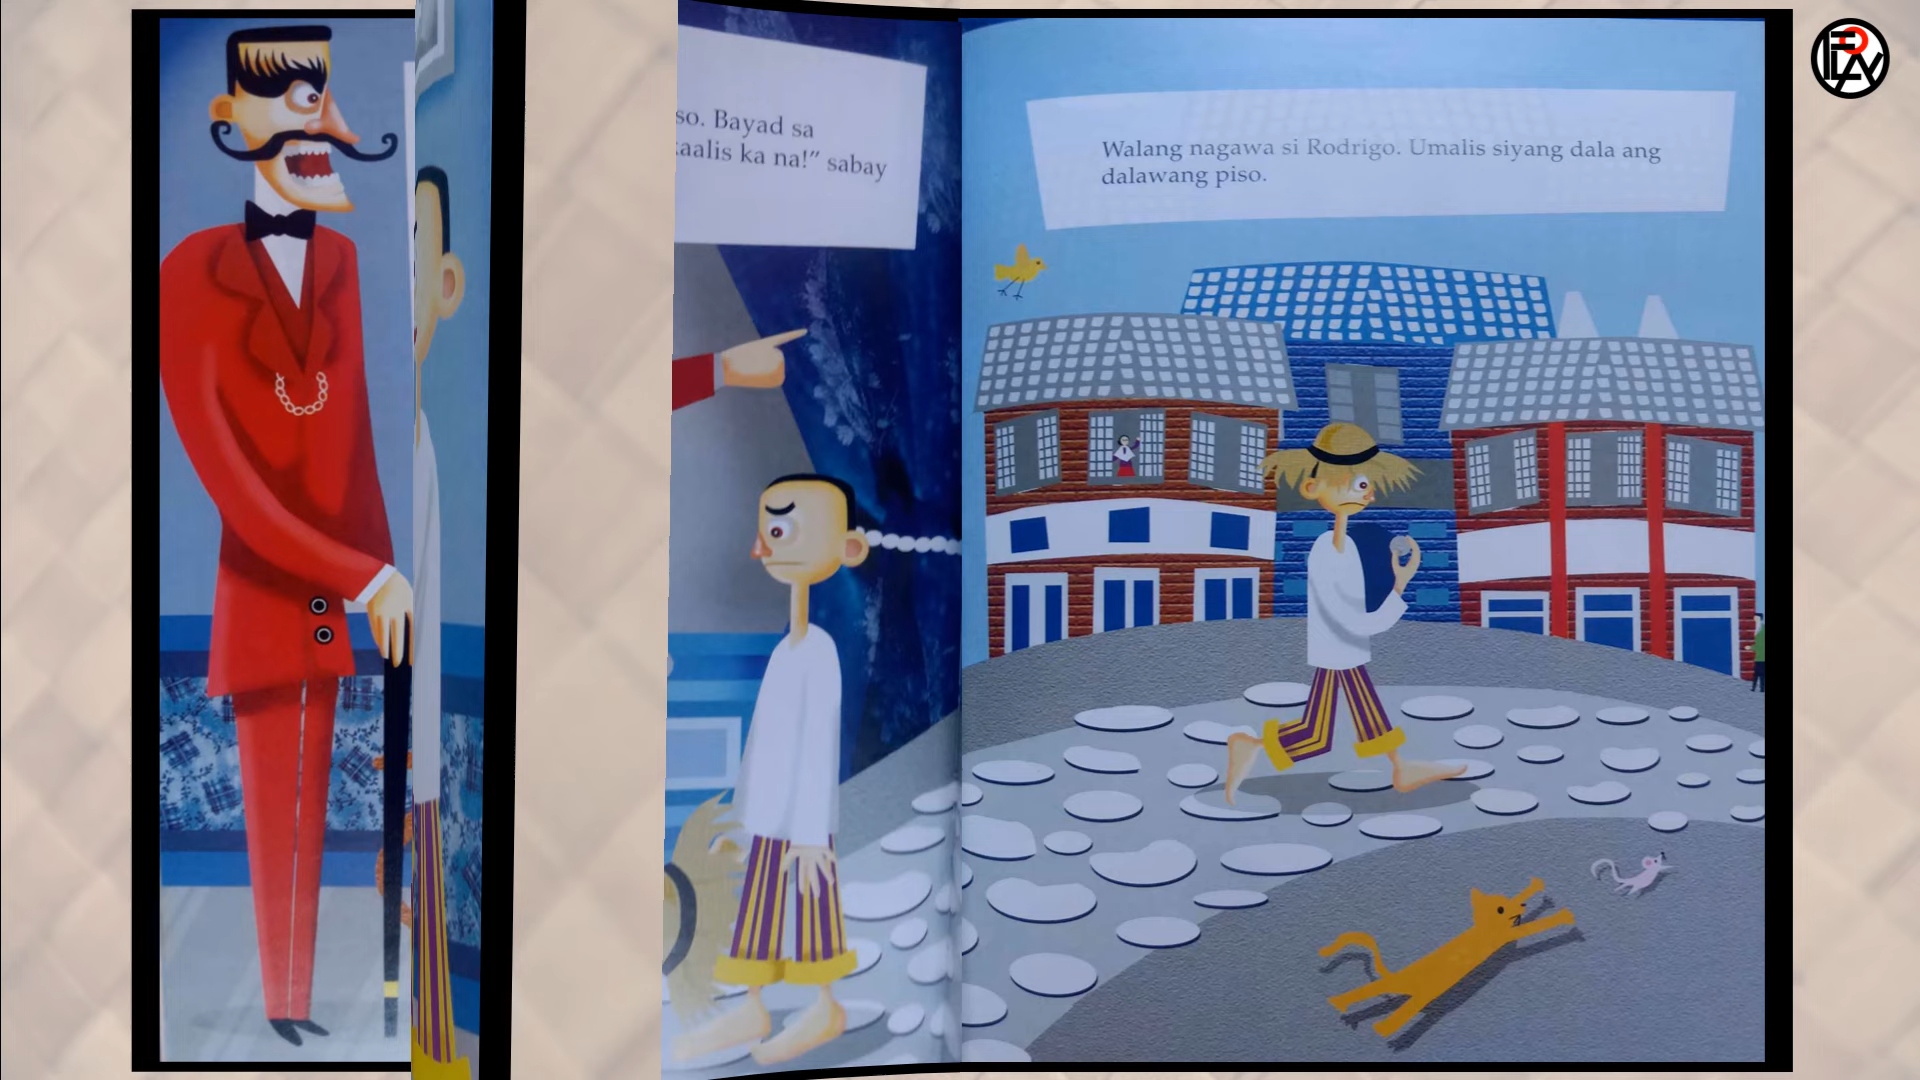 so. Bayad sa
aalis ka na!” sabay
Walang nagawa si Rodrigo. Umalis siyang dala ang
dalawang piso.